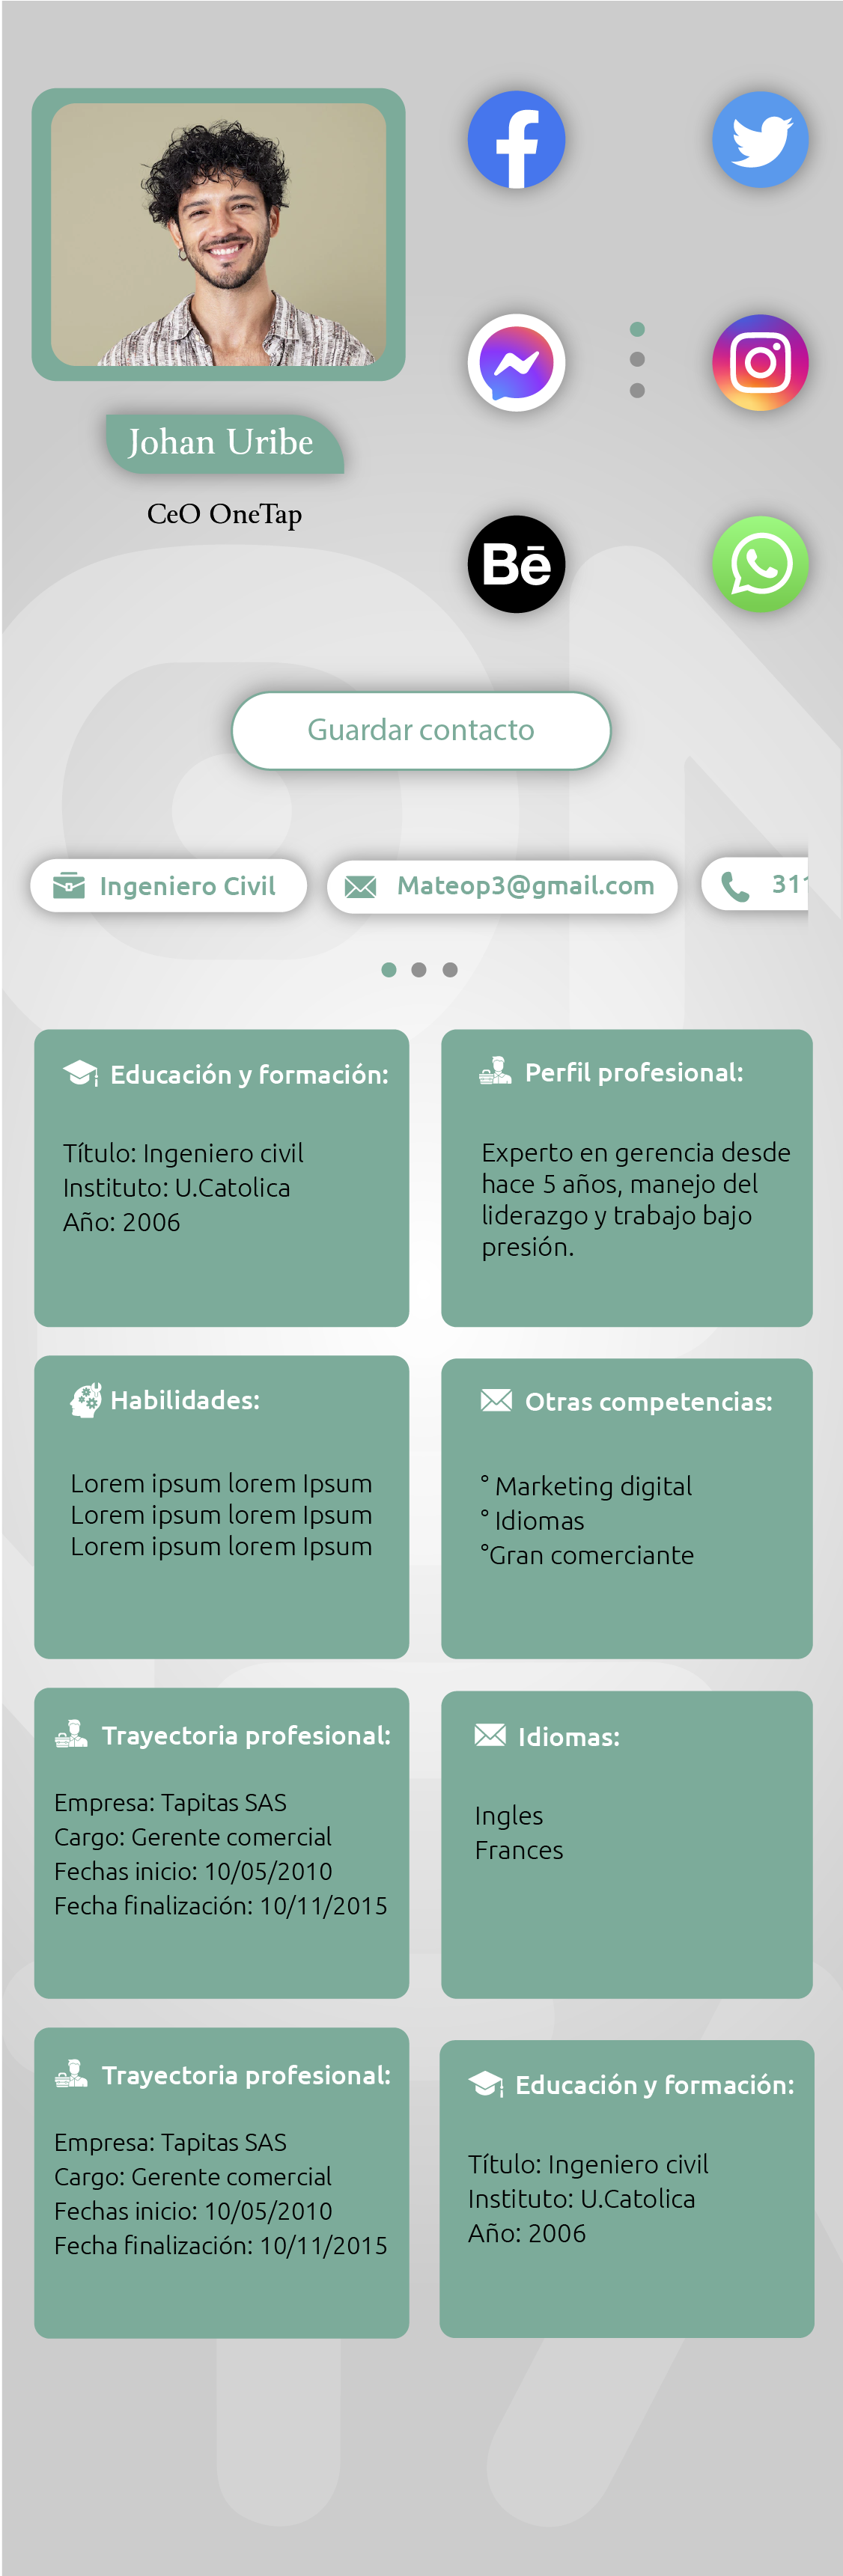 Johan Uribe
CeO OneTap
Bē
Guardar contacto
Ingeniero Civil
Mateop3@gmail.com
311
Educación y formación:
Título: Ingeniero civil
Instituto: U.Catolica
Año: 2006
Perfil profesional:
Experto en gerencia desde
hace 5 años, manejo del
liderazgo y trabajo bajo
presión.
Habilidades:
Lorem ipsum lorem Ipsum
Lorem ipsum lorem Ipsum
Lorem ipsum lorem Ipsum
Otras competencias:
° Marketing digital
° Idiomas
°Gran comerciante
Trayectoria profesional:
Empresa: Tapitas SAS
Cargo: Gerente comercial
Fechas inicio: 10/05/2010
Fecha finalización: 10/11/2015
Idiomas:
Ingles
Frances
Trayectoria profesional:
Empresa: Tapitas SAS
Cargo: Gerente comercial
Fechas inicio: 10/05/2010
Fecha finalización: 10/11/2015
Educación y formación:
Título: Ingeniero civil
Instituto: U.Catolica
Año: 2006